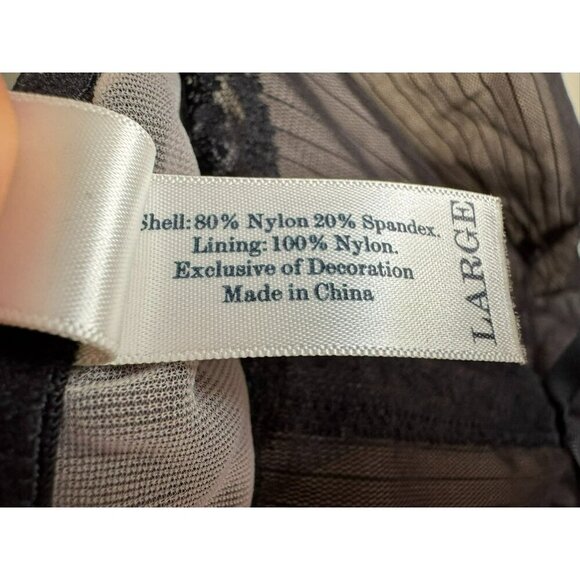 Shell: 80% Nylon 20% Spandex.
Lining: 100% Nylon.
Exclusive of Decoration
Made in China
LARGE